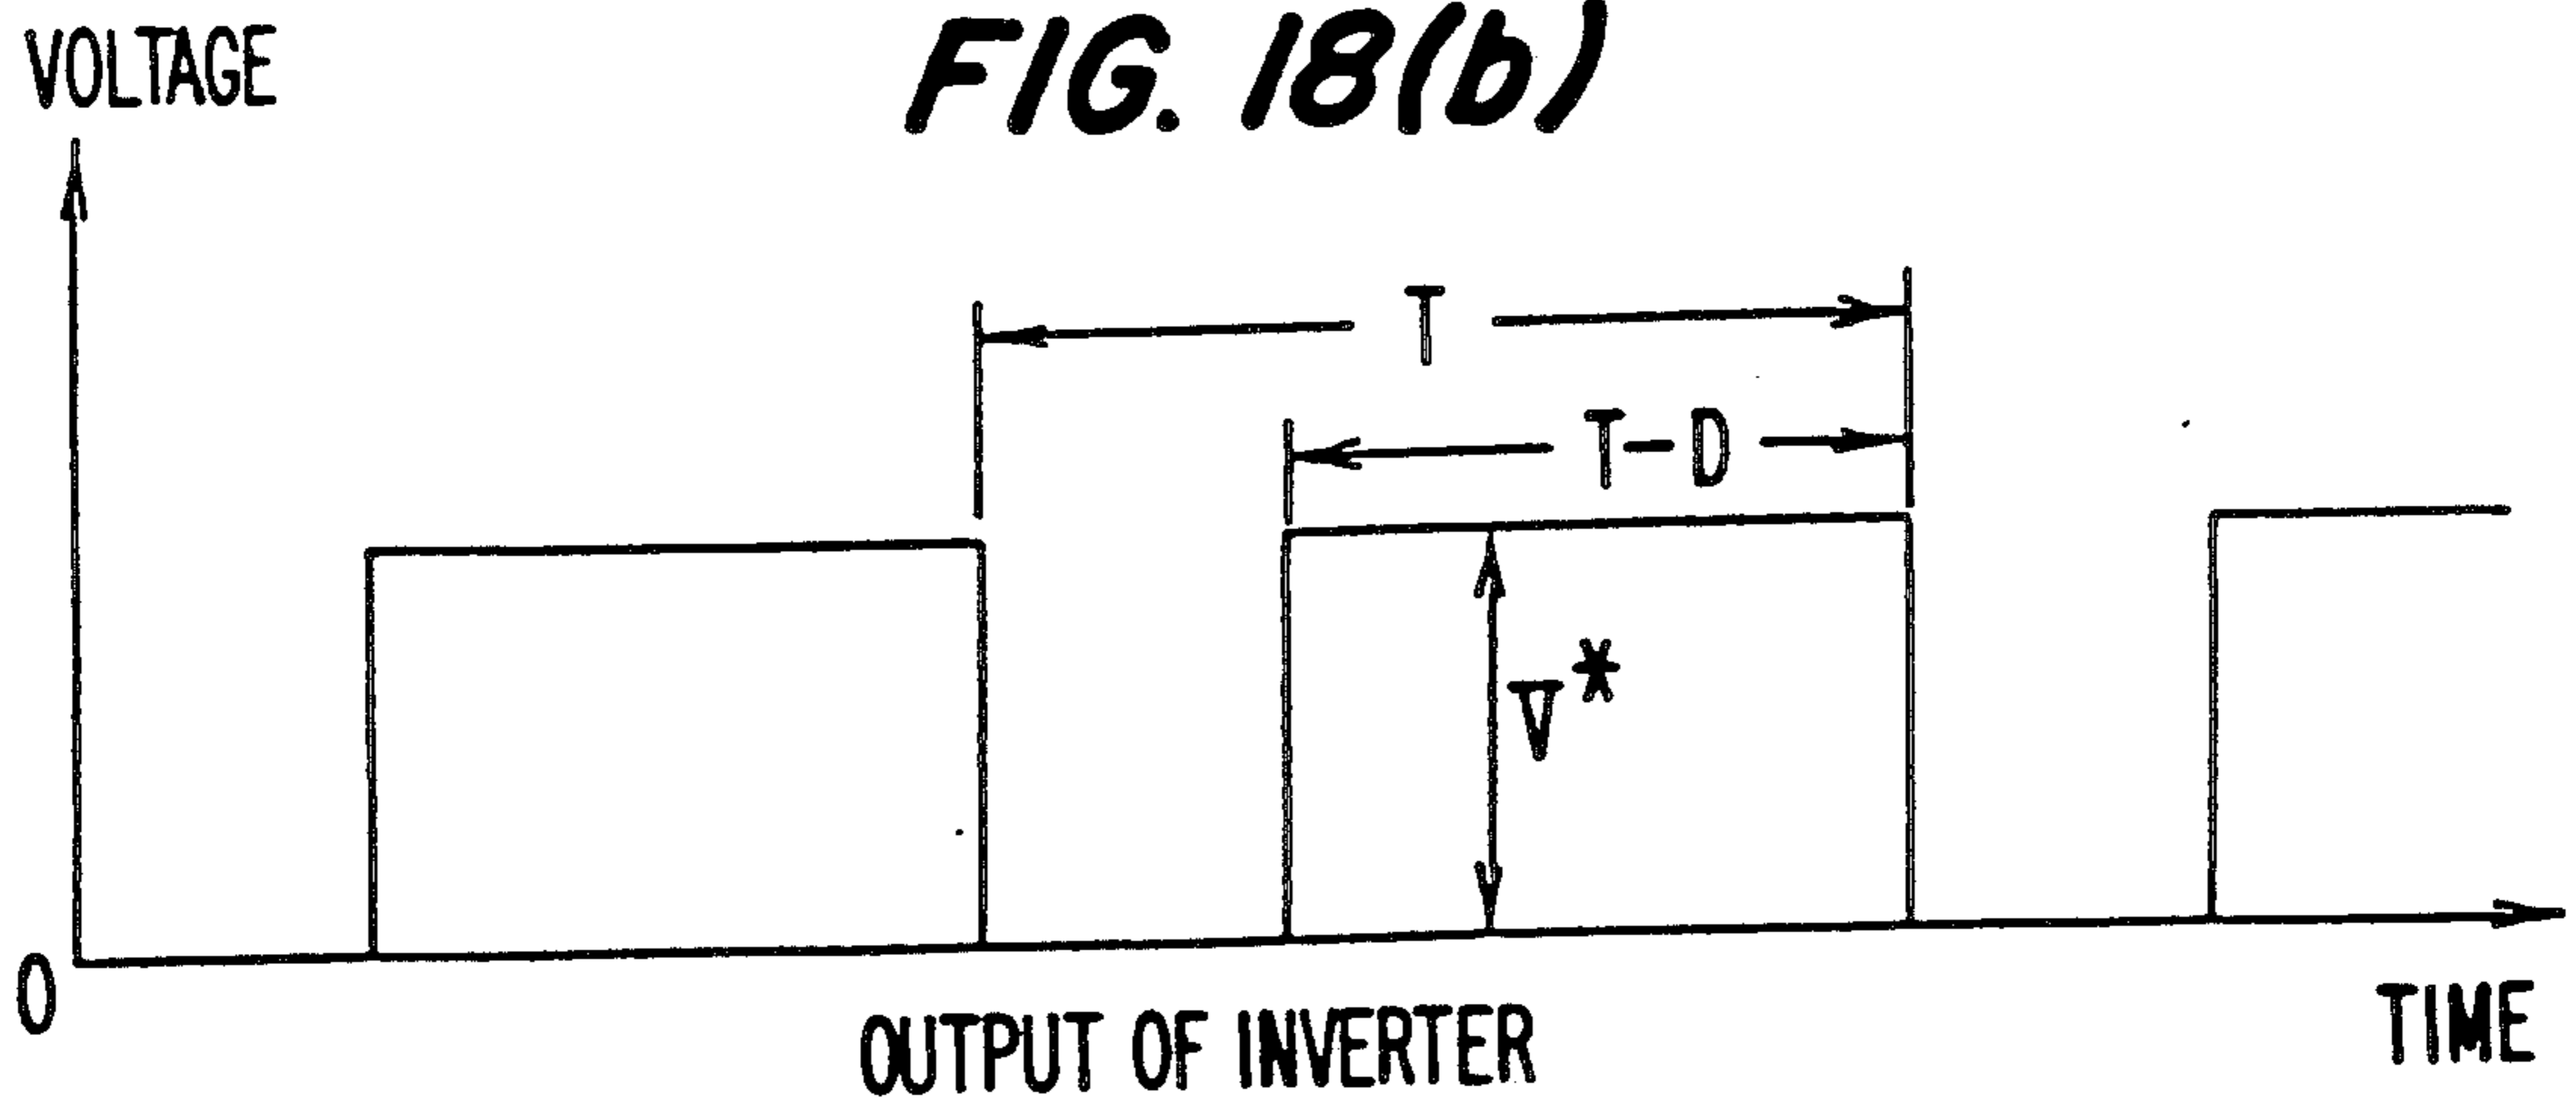 FIG. 18(b)
VOLTAGE
T
T-D
V*
0
OUTPUT OF INVERTER
TIME